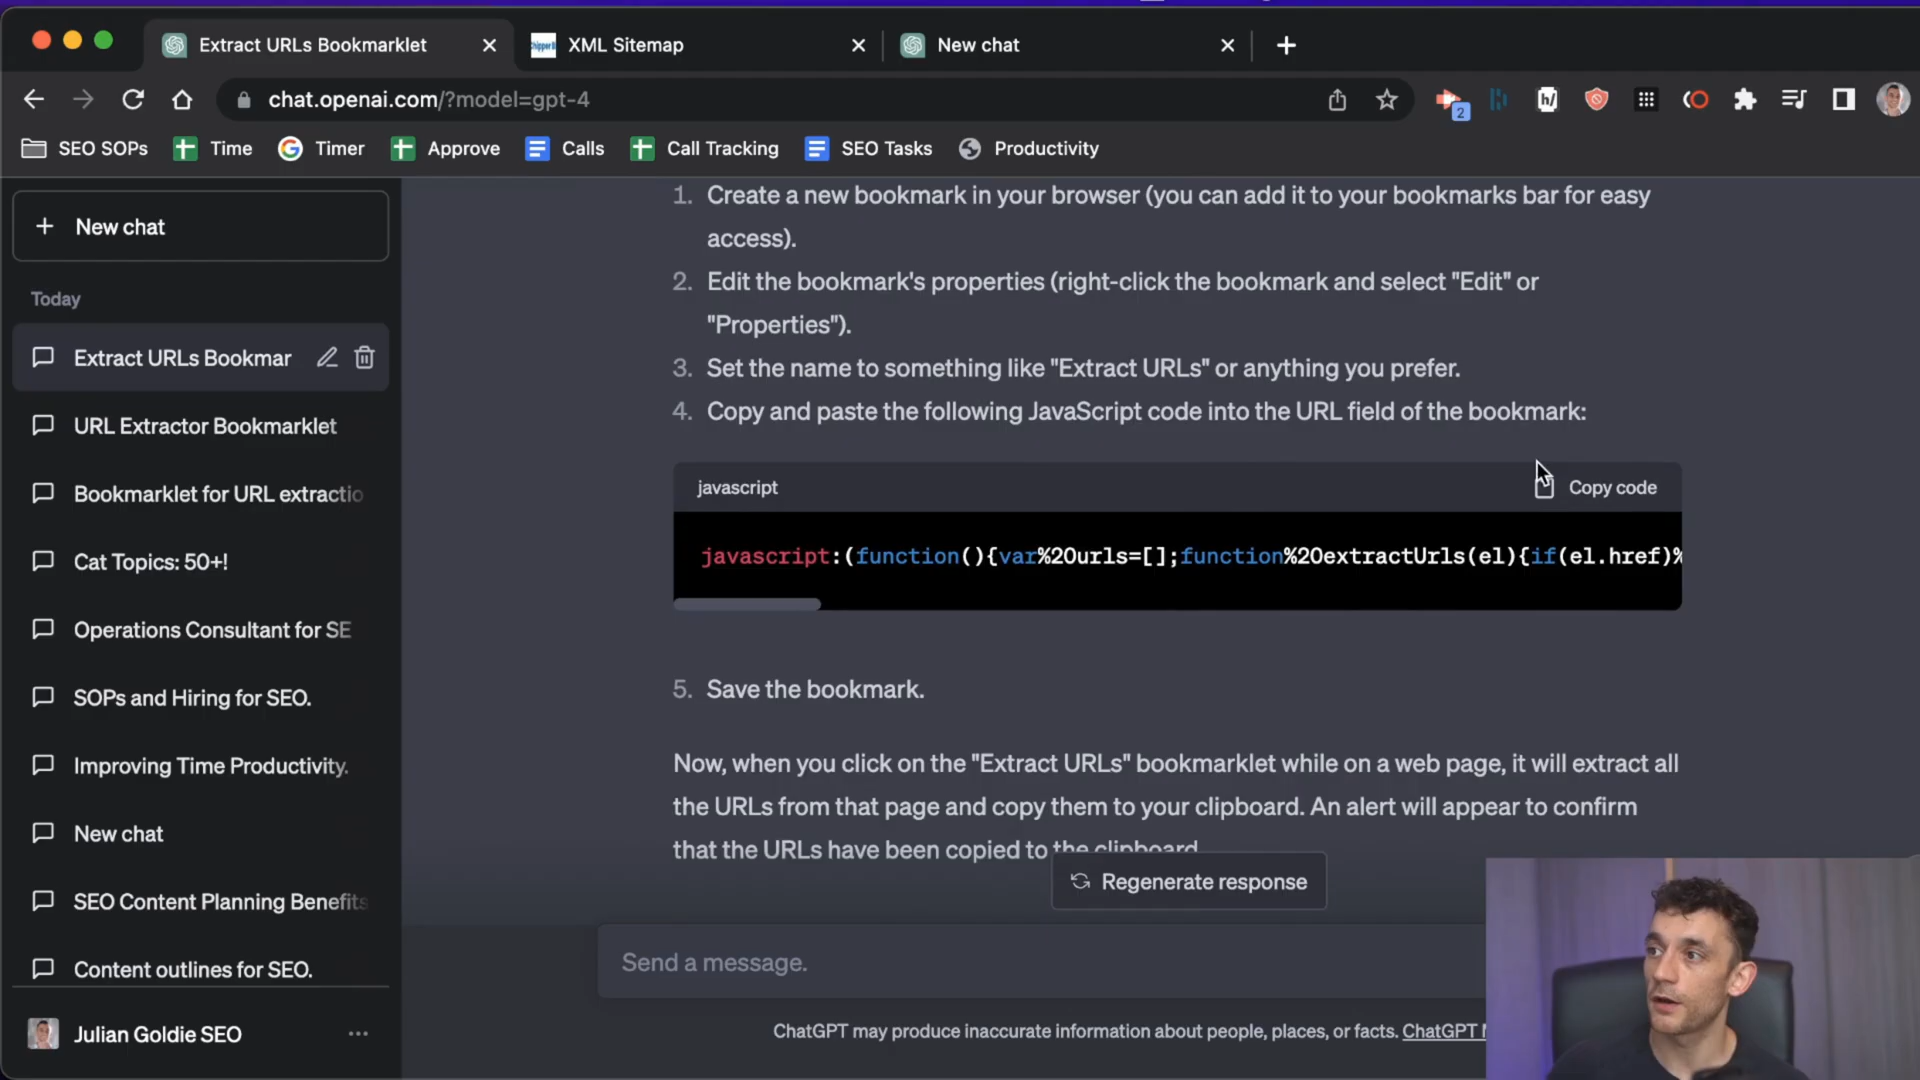 Extract URLs Bookmarklet
XML Sitemap
New chat
chat.openai.com/?model=gpt-4
2
SEO SOPs
Time
Timer
Approve
Calls
Call Tracking
SEO Tasks
Productivity
New chat
Today
Extract URLs Bookmar
URL Extractor Bookmarklet
Bookmarklet for URL extractio
Cat Topics: 50+!
Operations Consultant for SE
SOPs and Hiring for SEO.
Improving Time Productivity.
New chat
SEO Content Planning Benefits
Content outlines for SEO.
Julian Goldie SEO
1. Create a new bookmark in your browser (you can add it to your bookmarks bar for easy
access).
2. Edit the bookmark's properties (right-click the bookmark and select "Edit" or
"Properties").
3. Set the name to something like "Extract URLs" or anything you prefer.
4. Copy and paste the following JavaScript code into the URL field of the bookmark:
javascript
Copy code
javascript:(function(){var%20urls=[];function%20extractUrls(el){if(el.href)%
5. Save the bookmark.
Now, when you click on the "Extract URLs" bookmarklet while on a web page, it will extract all
the URLs from that page and copy them to your clipboard. An alert will appear to confirm
that the URLs have been copied to the clipboard
Regenerate response
Send a message.
ChatGPT may produce inaccurate information about people, places, or facts. ChatGPT